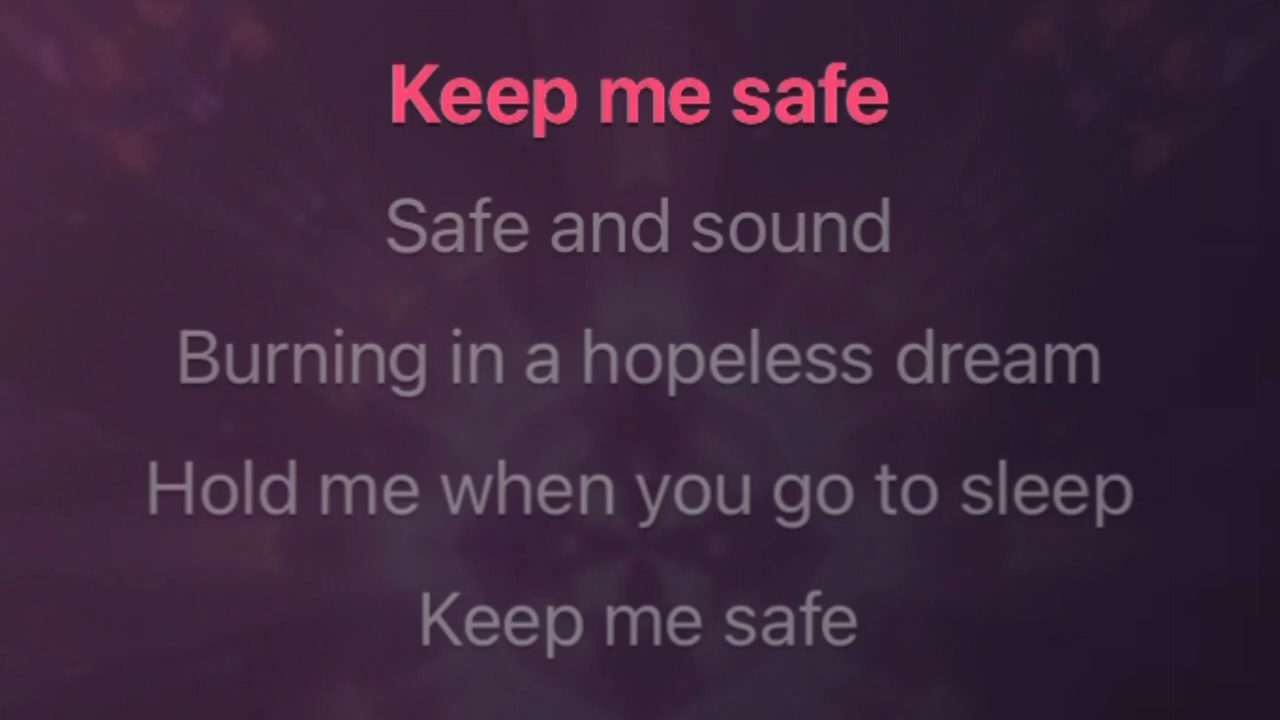 Keep me safe
Safe and sound
Burning in a hopeless dream
Hold me when you go to sleep
Keep me safe